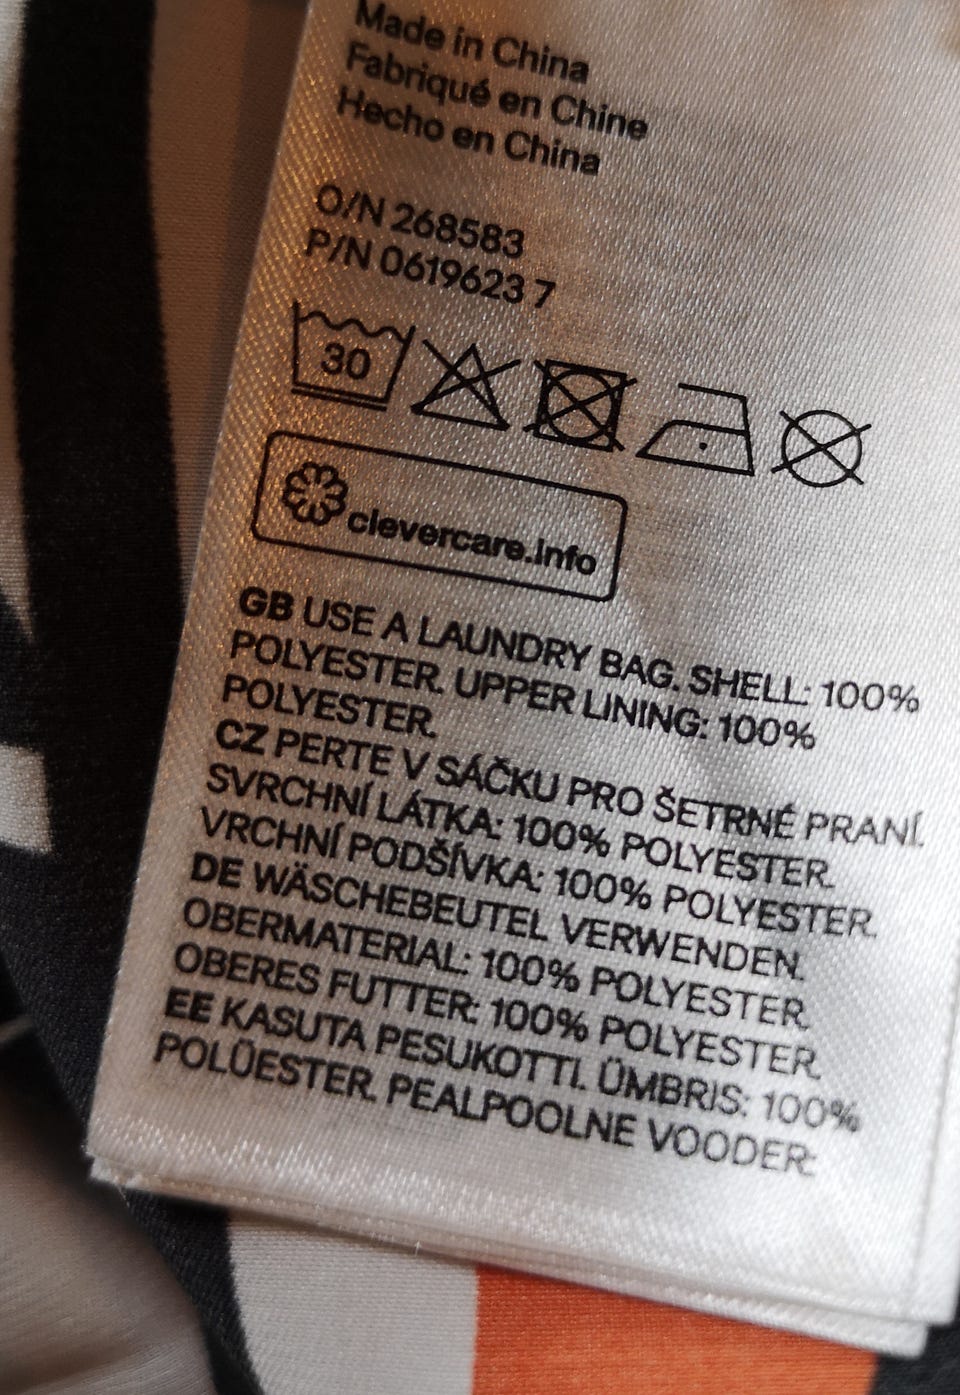 Made in China
Fabriqué en Chine
Hecho en China
O/N 268583
P/N 0619623 7
30
clevercare.info
GB USE A LAUNDRY BAG. SHELL: 100%
POLYESTER. UPPER LINING: 100%
POLYESTER.
CZ PERTE V SÁČKU PRO ŠETRNÉ PRANÍ.
SVRCHNÍ LÁTKA: 100% POLYESTER.
VRCHNÍ PODŠÍVKA: 100% POLYESTER.
DE WÄSCHEBEUTEL VERWENDEN.
OBERMATERIAL: 100% POLYESTER.
OBERES FUTTER: 100% POLYESTER.
EE KASUTA PESUKOTTI. ÜMBRIS: 100%
POLÜESTER. PEALPOOLNE VOODER: